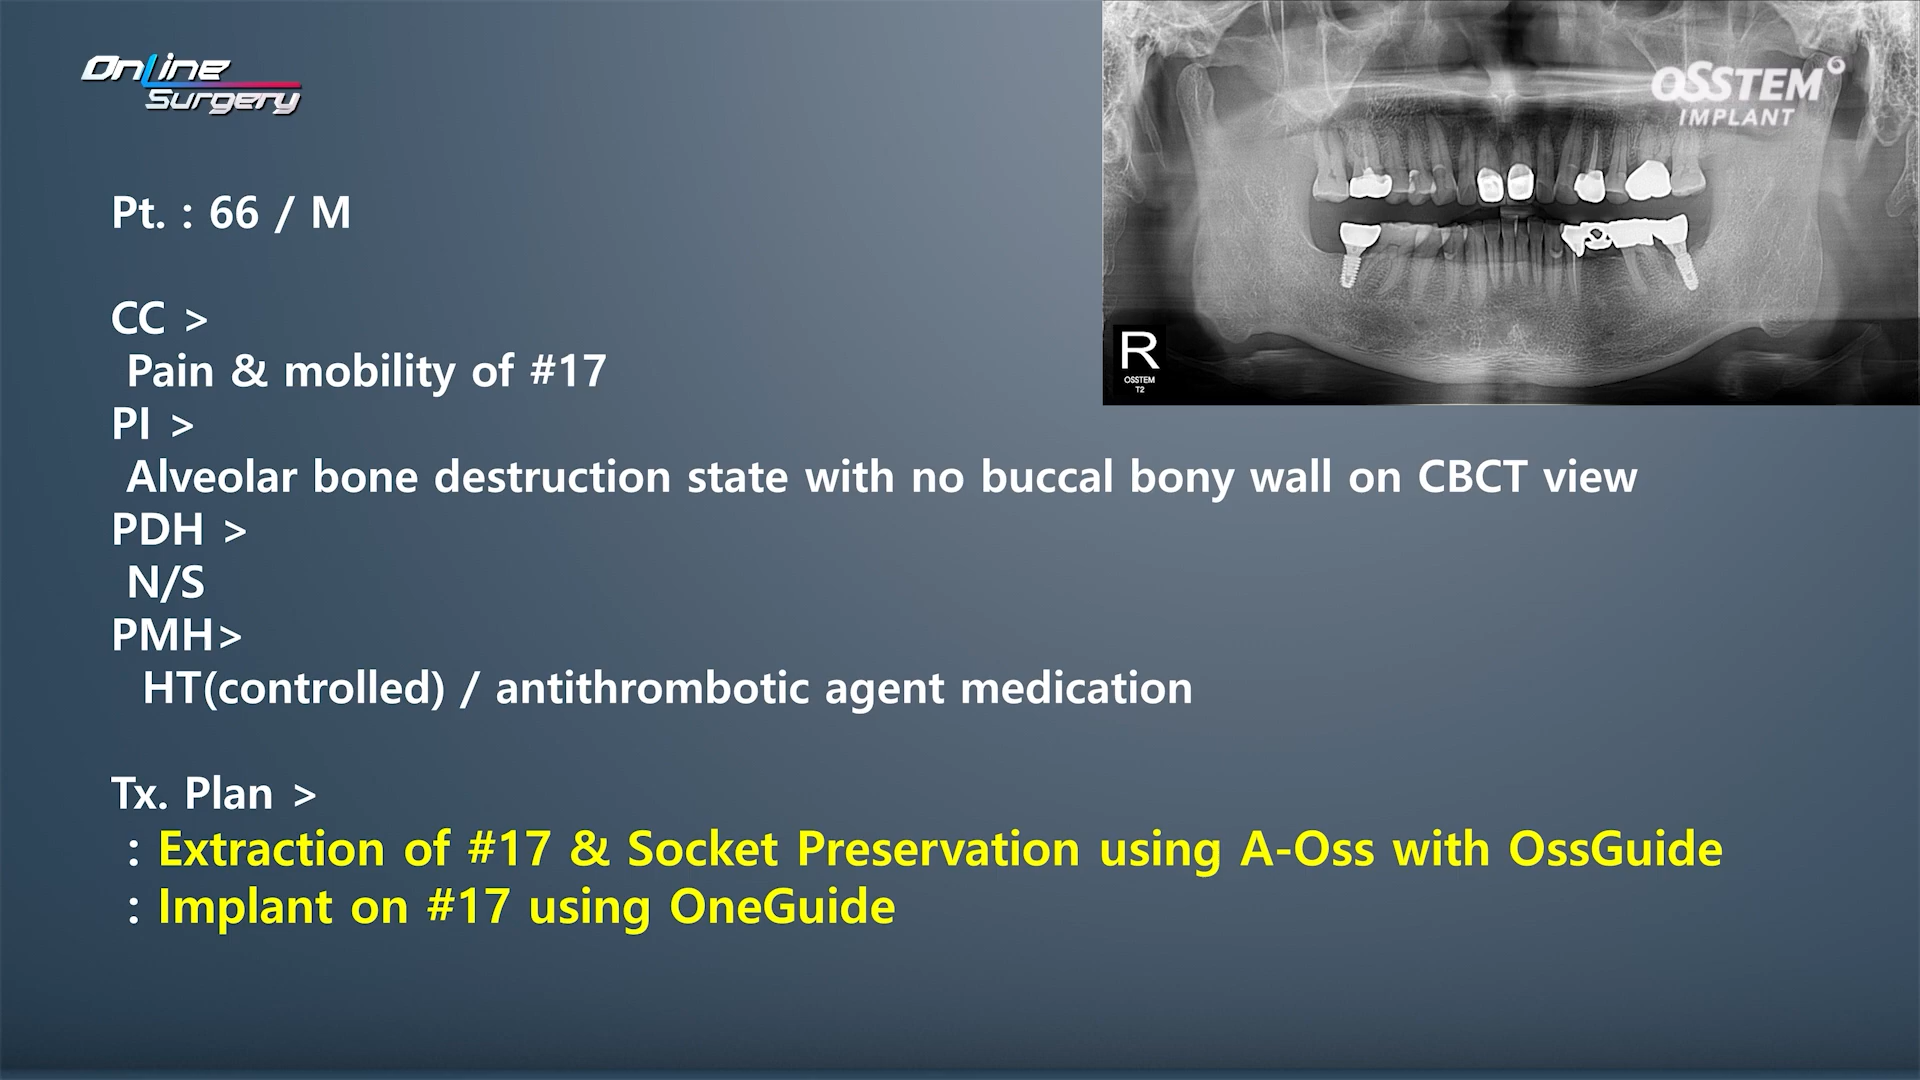 OnLine
Surgery
OSSTEM
IMPLANT
Pt. : 66 / M
CC >
Pain & mobility of #17
PI >
Alveolar bone destruction state with no buccal bony wall on CBCT view
PDH >
N/S
PMH>
HT(controlled) / antithrombotic agent medication
Tx. Plan >
: Extraction of #17 & Socket Preservation using A-Oss with OssGuide
: Implant on #17 using OneGuide
R
OSSTEM
T2